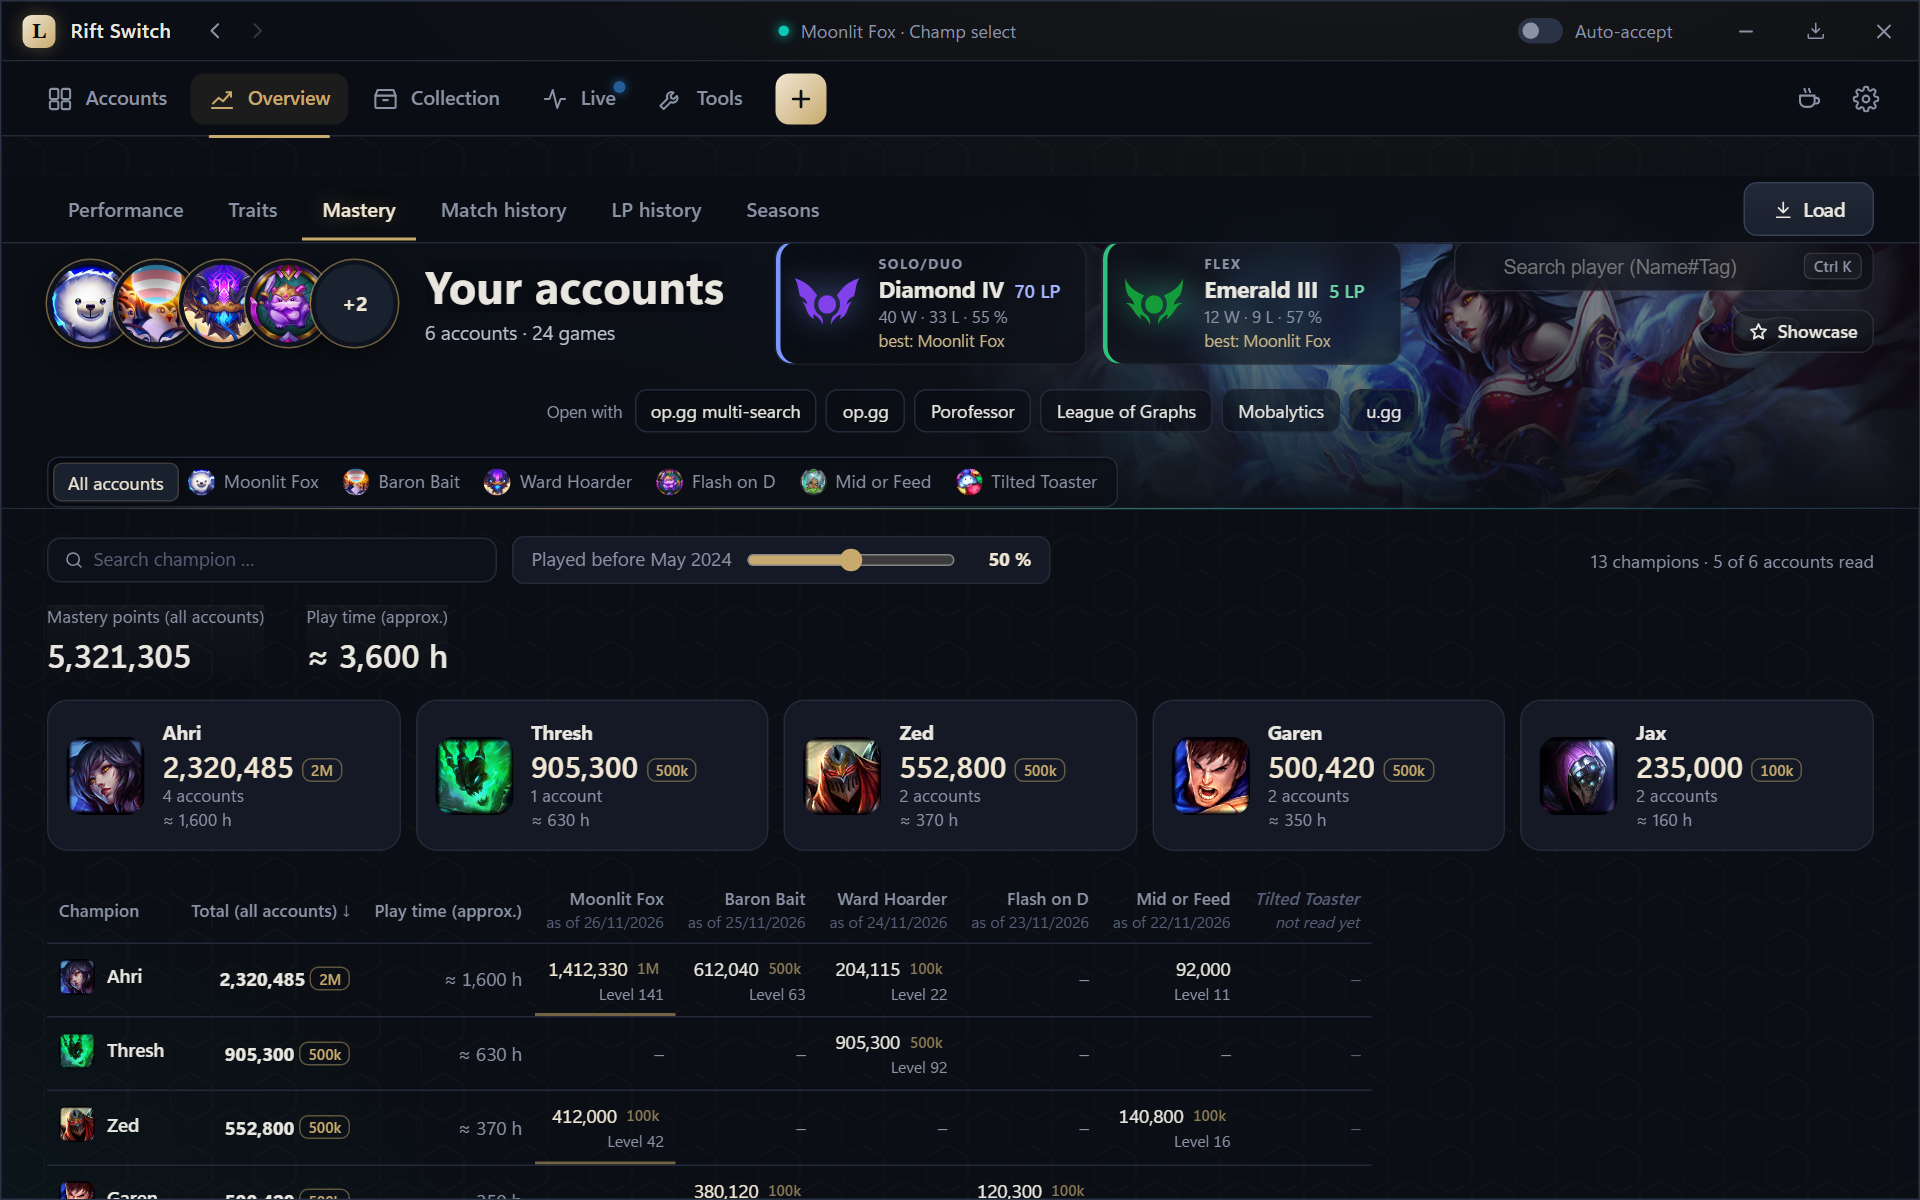 L Rift Switch
Moonlit Fox · Champ select
Auto-accept
Accounts
Overview
Collection
Live
Tools
Performance
Traits
Mastery
Match history
LP history
Seasons
Load
+2
Your accounts
6 accounts · 24 games
SOLO/DUO
Diamond IV 70 LP
40 W · 33 L · 55 %
best: Moonlit Fox
FLEX
Emerald III 5 LP
12 W · 9 L · 57 %
best: Moonlit Fox
Search player (Name#Tag)
Ctrl K
Showcase
Open with
op.gg multi-search
op.gg
Porofessor
League of Graphs
Mobalytics
u.gg
All accounts
Moonlit Fox
Baron Bait
Ward Hoarder
Flash on D
Mid or Feed
Tilted Toaster
Search champion ...
Played before May 2024
50 %
13 champions · 5 of 6 accounts read
Mastery points (all accounts)
5,321,305
Play time (approx.)
≈ 3,600 h
Ahri
2,320,485 2M
4 accounts
≈ 1,600 h
Thresh
905,300 500k
1 account
≈ 630 h
Zed
552,800 500k
2 accounts
≈ 370 h
Garen
500,420 500k
2 accounts
≈ 350 h
Jax
235,000 100k
2 accounts
≈ 160 h
Champion
Total (all accounts) ↓
Play time (approx.)
Moonlit Fox
as of 26/11/2026
Baron Bait
as of 25/11/2026
Ward Hoarder
as of 24/11/2026
Flash on D
as of 23/11/2026
Mid or Feed
as of 22/11/2026
Tilted Toaster
not read yet
Ahri
2,320,485 2M
≈ 1,600 h
1,412,330 1M
Level 141
612,040 500k
Level 63
204,115 100k
Level 22
–
92,000
Level 11
–
Thresh
905,300 500k
≈ 630 h
–
–
905,300 500k
Level 92
–
–
–
Zed
552,800 500k
≈ 370 h
412,000 100k
Level 42
–
–
–
140,800 100k
Level 16
–
Garen
500,420 500k
≈ 350 h
380,120 100k
120,300 100k